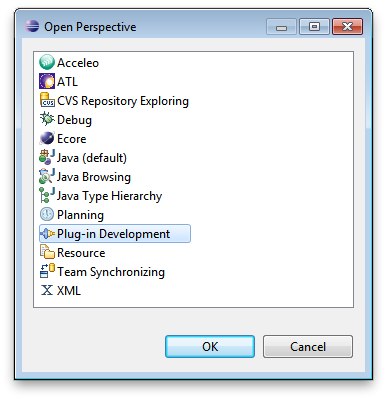 Open Perspective
Acceleo
ATL
CVS Repository Exploring
Debug
Ecore
Java (default)
Java Browsing
Java Type Hierarchy
Planning
Plug-in Development
Resource
Team Synchronizing
XML
OK
Cancel